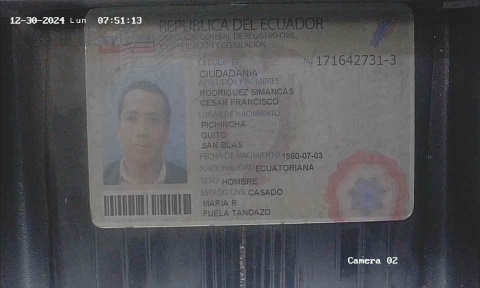 12-30-2024 Lun 07:51:13
REPÚBLICA DEL ECUADOR
DIRECCIÓN GENERAL DE REGISTRO CIVIL,
IDENTIFICACIÓN Y CEDULACIÓN
CÉDULA DE N 171642731-3
CIUDADANÍA
APELLIDOS Y NOMBRES
RODRIGUEZ SIMANCAS
CESAR FRANCISCO
LUGAR DE NACIMIENTO
PICHINCHA
QUITO
SAN BLAS
FECHA DE NACIMIENTO 1980-07-03
NACIONALIDAD ECUATORIANA
SEXO HOMBRE
ESTADO CIVIL CASADO
MARIA R
FUELA TANDAZO
Camera 02